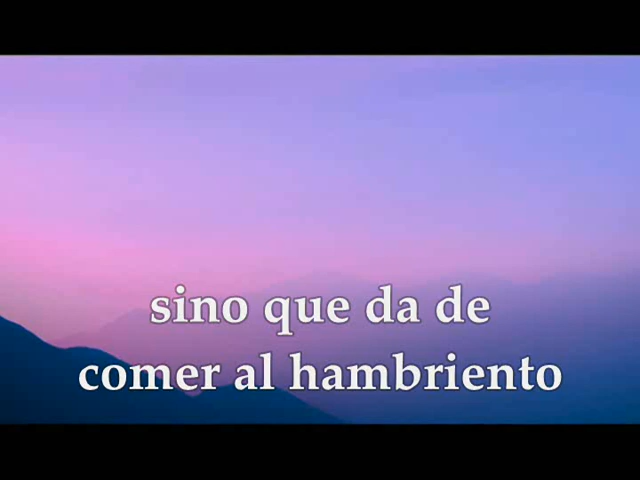 sino que da de
comer al hambriento